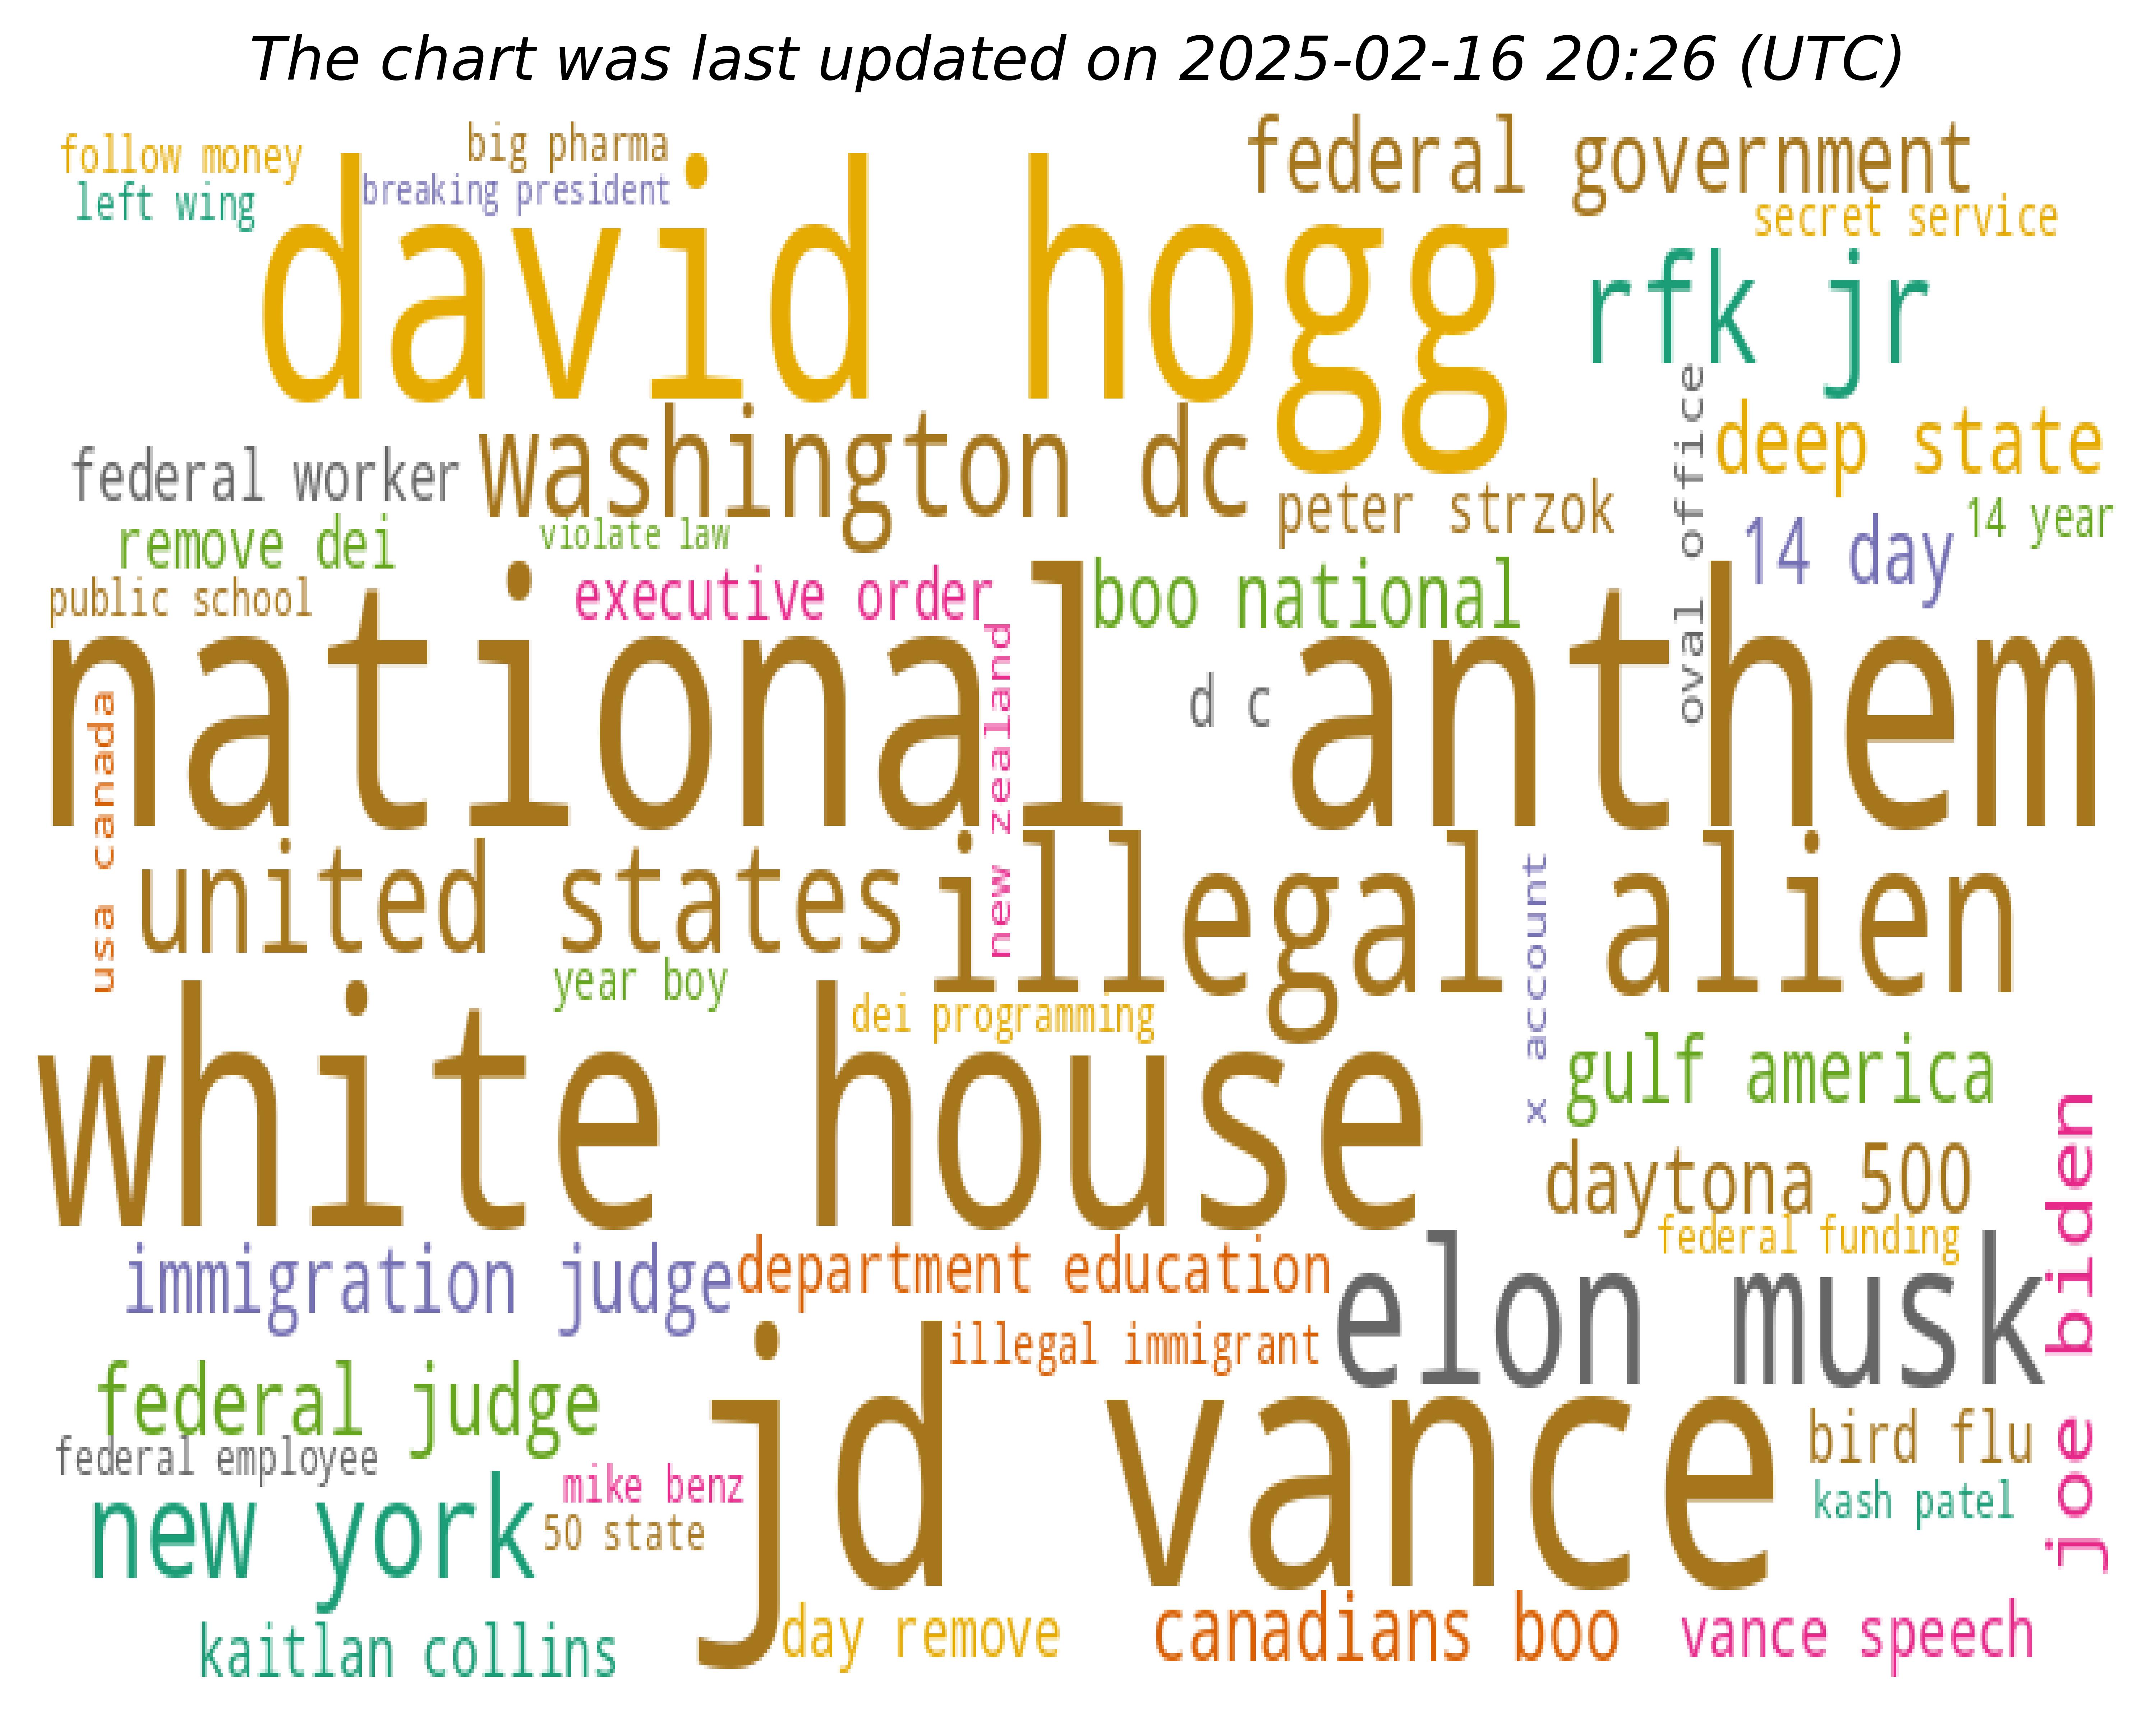 The chart was last updated on 2025-02-16 20:26 (UTC)
follow money
big pharma
federal government
left wing
breaking president
secret service
david hogg
rfk jr
oval office
deep state
federal worker
washington dc
peter strzok
14 day
14 year
remove dei
violate law
public school
executive order
boo national
national anthem
d c
new zealand
usa canada
united states
illegal alien
x account
year boy
dei programming
white house
gulf america
daytona 500
joe biden
federal funding
immigration judge
department education
elon musk
illegal immigrant
federal judge
jd vance
bird flu
federal employee
mike benz
kash patel
new york
50 state
kaitlan collins
day remove
canadians boo
vance speech